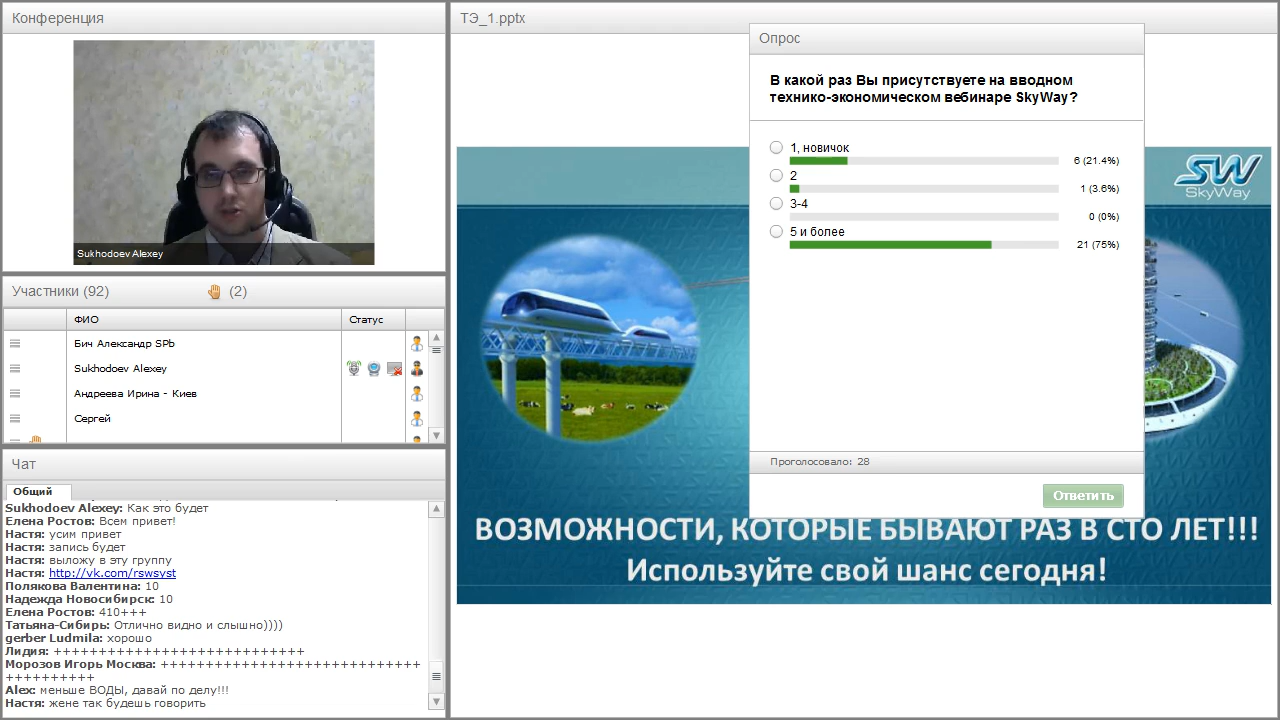 Конференция
Sukhodoev Alexey
Участники (92) (2)
ФИО Статус
Бич Александр SPb
Sukhodoev Alexey
Андреева Ирина - Киев
Сергей
Чат
Общий
Sukhodoev Alexey: Как это будет
Елена Ростов: Всем привет!
Настя: усим привет
Настя: запись будет
Настя: выложу в эту группу
Настя: http://vk.com/rswsyst
Полякова Валентина: 10
Надежда Новосибирск: 10
Елена Ростов: 410+++
Татьяна-Сибирь: Отлично видно и слышно))))
gerber Ludmila: хорошо
Лидия: ++++++++++++++++++++++++++++
Морозов Игорь Москва: +++++++++++++++++++++++++++++
++++++++++
Alex: меньше ВОДЫ, давай по делу!!!
Настя: жене так будешь говорить
ТЭ_1.pptx
Опрос
В какой раз Вы присутствуете на вводном
технико-экономическом вебинаре SkyWay?
1, новичок
6 (21.4%)
2
1 (3.6%)
3-4
0 (0%)
5 и более
21 (75%)
Проголосовало: 28
Ответить
SW
SkyWay
ВОЗМОЖНОСТИ, КОТОРЫЕ БЫВАЮТ РАЗ В СТО ЛЕТ!!!
Используйте свой шанс сегодня!